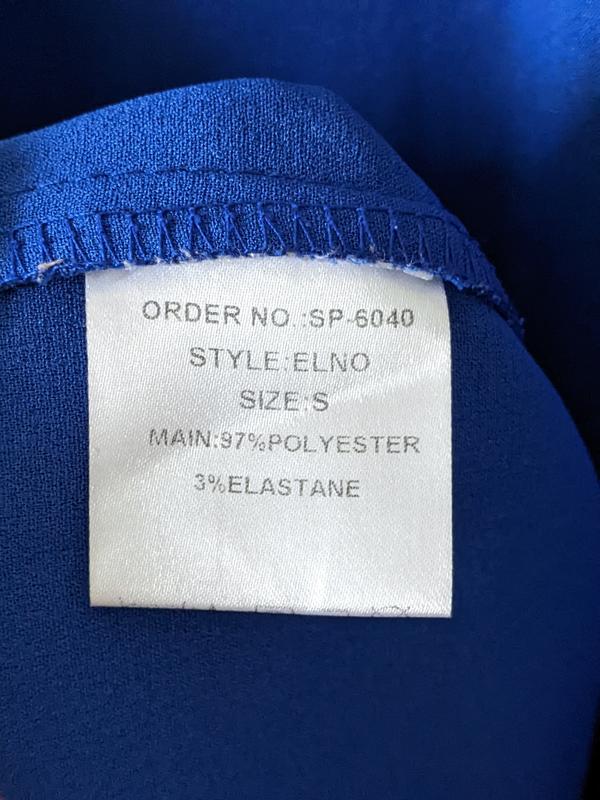 ORDER NO.:SP-6040
STYLE:ELNO
SIZE:S
MAIN:97%POLYESTER
3%ELASTANE